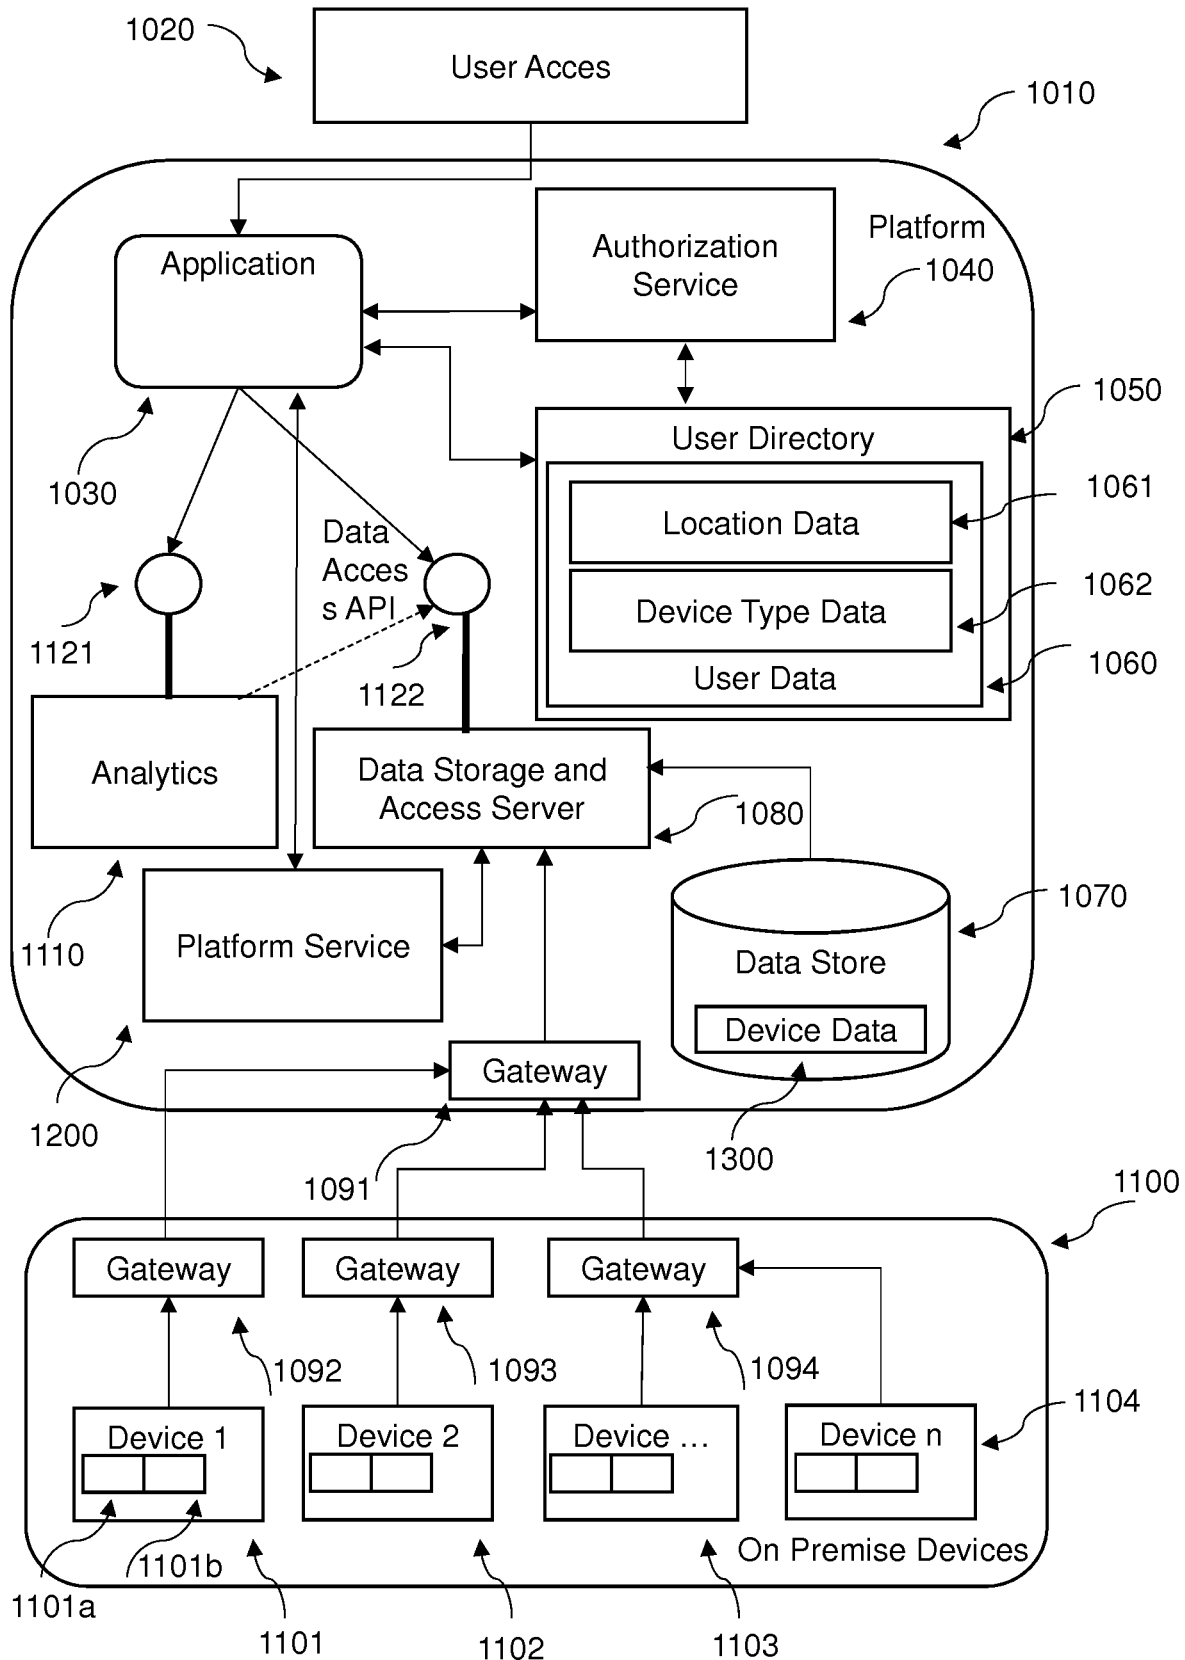 1020
User Acces
1010
Platform
Authorization
Service
1040
Application
1050
User Directory
1030
1061
Location Data
Data
Acces
s API
1062
Device Type Data
1121
1122
1060
User Data
Analytics
Data Storage and
Access Server
1080
1070
1110
Platform Service
Data Store
Device Data
Gateway
1200
1300
1091
1100
Gateway
Gateway
Gateway
1092
1093
1094
1104
Device 1
Device 2
Device ...
Device n
On Premise Devices
1101b
1101a
1101
1102
1103